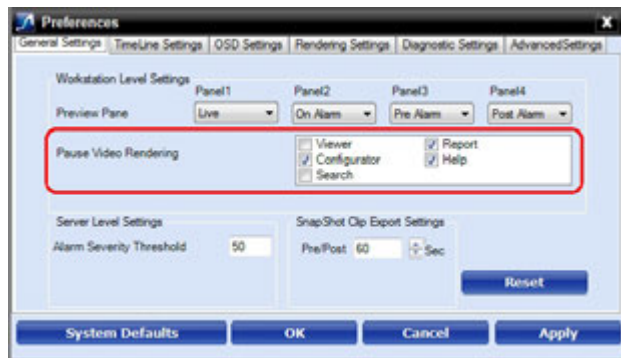 Preferences
General Settings TimeLine Settings OSD Settings Rendering Settings Diagnostic Settings AdvancedSettings
Workstation Level Settings
Panel1 Panel2 Panel3 Panel4
Preview Pane Live On Alarm Pre Alarm Post Alarm
Pause Video Rendering
Viewer Report
Configurator Help
Search
Server Level Settings SnapShot Clip Export Settings
Alarm Severity Threshold 50 Pre/Post 60 Sec
Reset
System Defaults OK Cancel Apply